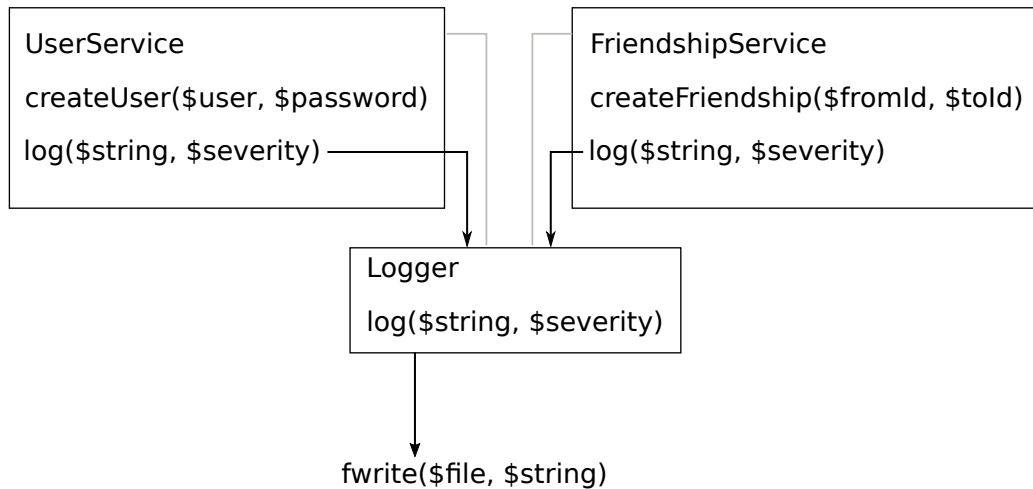 UserService
createUser($user, $password)
log($string, $severity)
FriendshipService
createFriendship($fromId, $toId)
log($string, $severity)
Logger
log($string, $severity)
fwrite($file, $string)